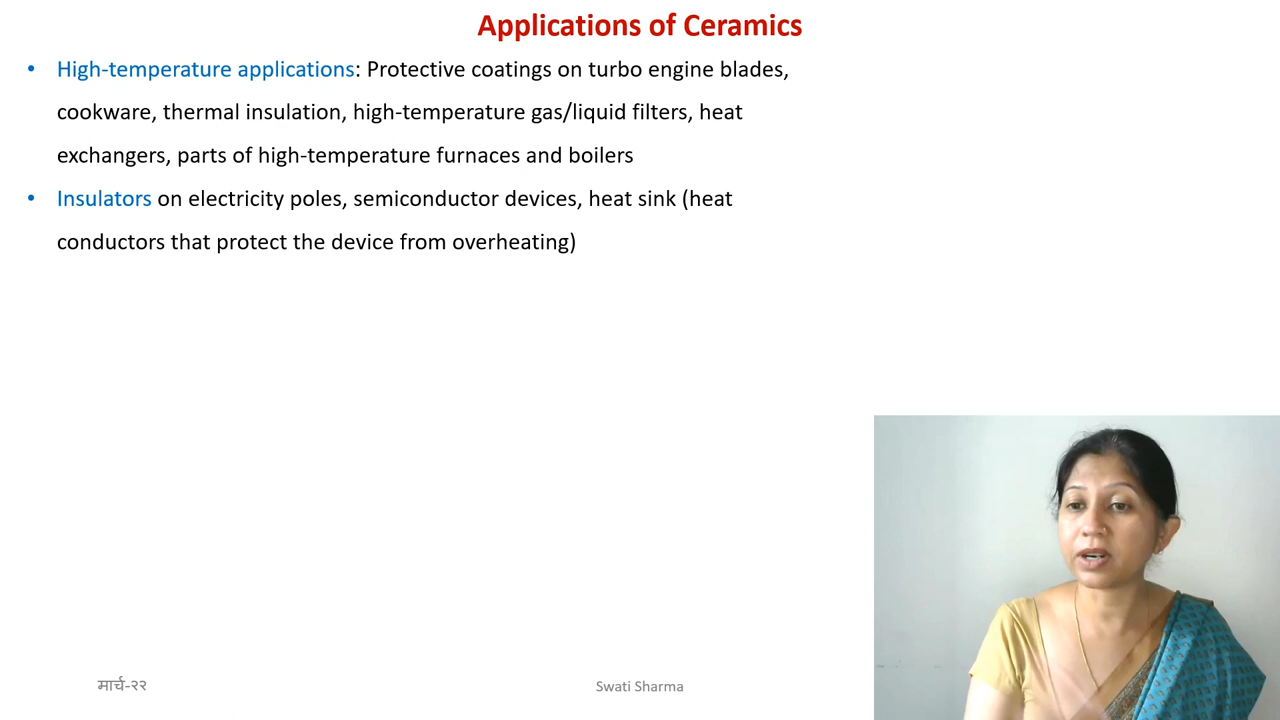 Applications of Ceramics
• High-temperature applications: Protective coatings on turbo engine blades,
cookware, thermal insulation, high-temperature gas/liquid filters, heat
exchangers, parts of high-temperature furnaces and boilers
• Insulators on electricity poles, semiconductor devices, heat sink (heat
conductors that protect the device from overheating)
मार्च-२२
Swati Sharma